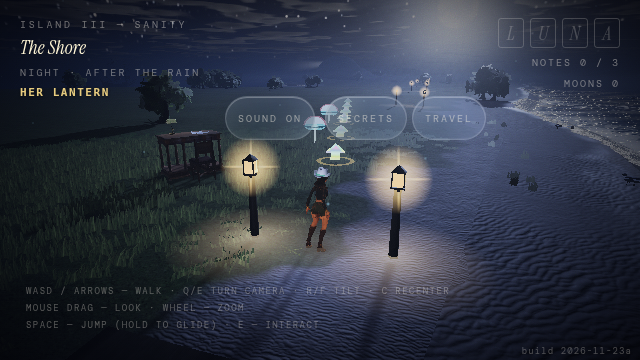 ISLAND III — SANITY
The Shore
NIGHT · AFTER THE RAIN
HER LANTERN
L U N A
NOTES 0 / 3
MOONS 0
SOUND ON
SECRETS
TRAVEL
WASD / ARROWS — WALK · Q/E TURN CAMERA · R/F TILT · C RECENTER
MOUSE DRAG — LOOK · WHEEL — ZOOM
SPACE — JUMP (HOLD TO GLIDE) · E — INTERACT
build 2026-11-23a